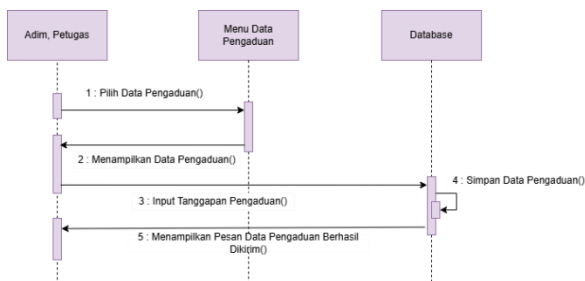 Adim, Petugas
Menu Data
Pengaduan
Database
1 : Pilih Data Pengaduan()
2 : Menampilkan Data Pengaduan()
4 : Simpan Data Pengaduan()
3 : Input Tanggapan Pengaduan()
5 : Menampilkan Pesan Data Pengaduan Berhasil
Dikirim()